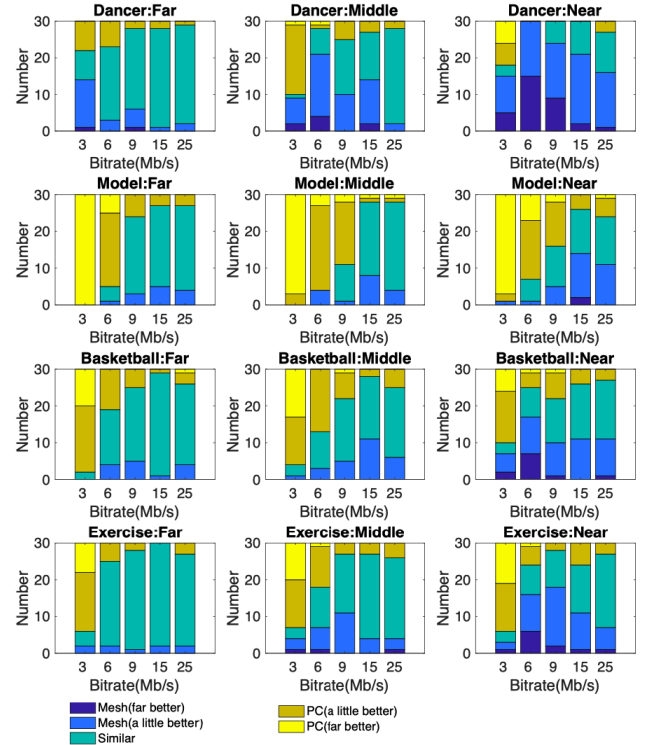 Dancer:Far Dancer:Middle Dancer:Near
30 30 30
20 20 20
10 10 10
0 0 0
Number Number Number
3 6 9 15 25 3 6 9 15 25 3 6 9 15 25
Bitrate(Mb/s) Bitrate(Mb/s) Bitrate(Mb/s)
Model:Far Model:Middle Model:Near
30 30 30
20 20 20
10 10 10
0 0 0
Number Number Number
3 6 9 15 25 3 6 9 15 25 3 6 9 15 25
Bitrate(Mb/s) Bitrate(Mb/s) Bitrate(Mb/s)
Basketball:Far Basketball:Middle Basketball:Near
30 30 30
20 20 20
10 10 10
0 0 0
Number Number Number
3 6 9 15 25 3 6 9 15 25 3 6 9 15 25
Bitrate(Mb/s) Bitrate(Mb/s) Bitrate(Mb/s)
Exercise:Far Exercise:Middle Exercise:Near
30 30 30
20 20 20
10 10 10
0 0 0
Number Number Number
3 6 9 15 25 3 6 9 15 25 3 6 9 15 25
Bitrate(Mb/s) Bitrate(Mb/s) Bitrate(Mb/s)
Mesh(far better) PC(a little better)
Mesh(a little better) PC(far better)
Similar